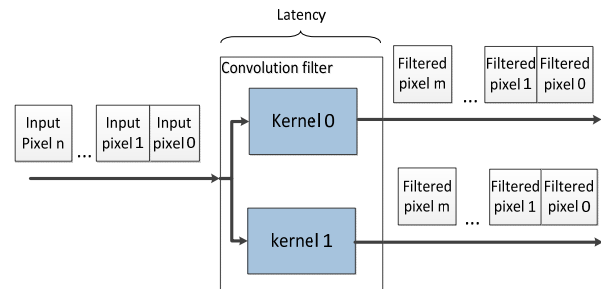 Latency
Convolution filter
Filtered
pixel m
...
Filtered
pixel 1
Filtered
pixel 0
Input
Pixel n
...
Input
pixel 1
Input
pixel 0
Kernel 0
Filtered
pixel m
...
Filtered
pixel 1
Filtered
pixel 0
kernel 1